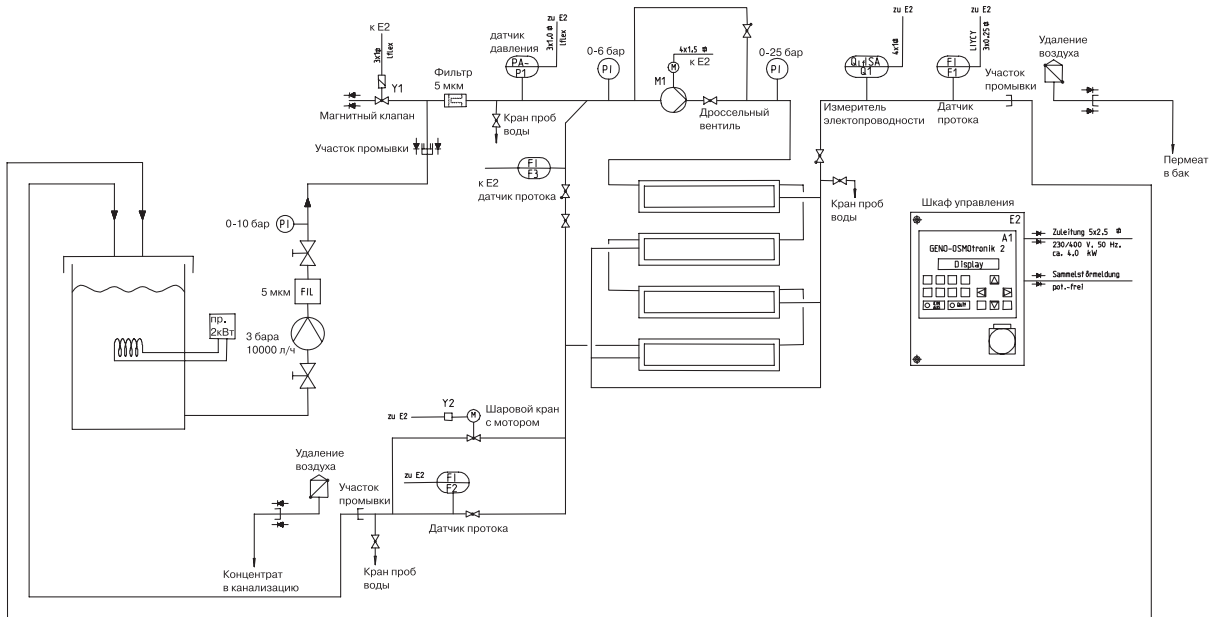 к E2
3x1φ
lflex
Y1
Магнитный клапан
Фильтр
5 мкм
датчик
давления
zu E2
3x1.0 #
lflex
PA-
P1
0-6 бар
PI
4x1.5 #
к E2
M
M1
0-25 бар
PI
Дроссельный
вентиль
zu E2
QIISA
Q1
Измеритель
электопроводности
zu E2
LIYCY
3x0.25#
FI
F1
Датчик
протока
Участок
промывки
Удаление
воздуха
Пермеат
в бак
Кран проб
воды
Участок промывки
FI
F3
к E2
датчик протока
0-10 бар
PI
5 мкм
FIL
3 бара
10000 л/ч
пр.
2кВт
Кран проб
воды
Шкаф управления
E2
A1
GENO-OSMOtronik 2
Display
Quit
Zuleitung 5x2.5 #
230/400 V, 50 Hz.
ca. 4.0 kW
Sammelstörmeldung
pot.-frei
zu E2
Y2
M
Шаровой кран
с мотором
Удаление
воздуха
Участок
промывки
zu E2
FI
F2
Датчик протока
Концентрат
в канализацию
Кран проб
воды